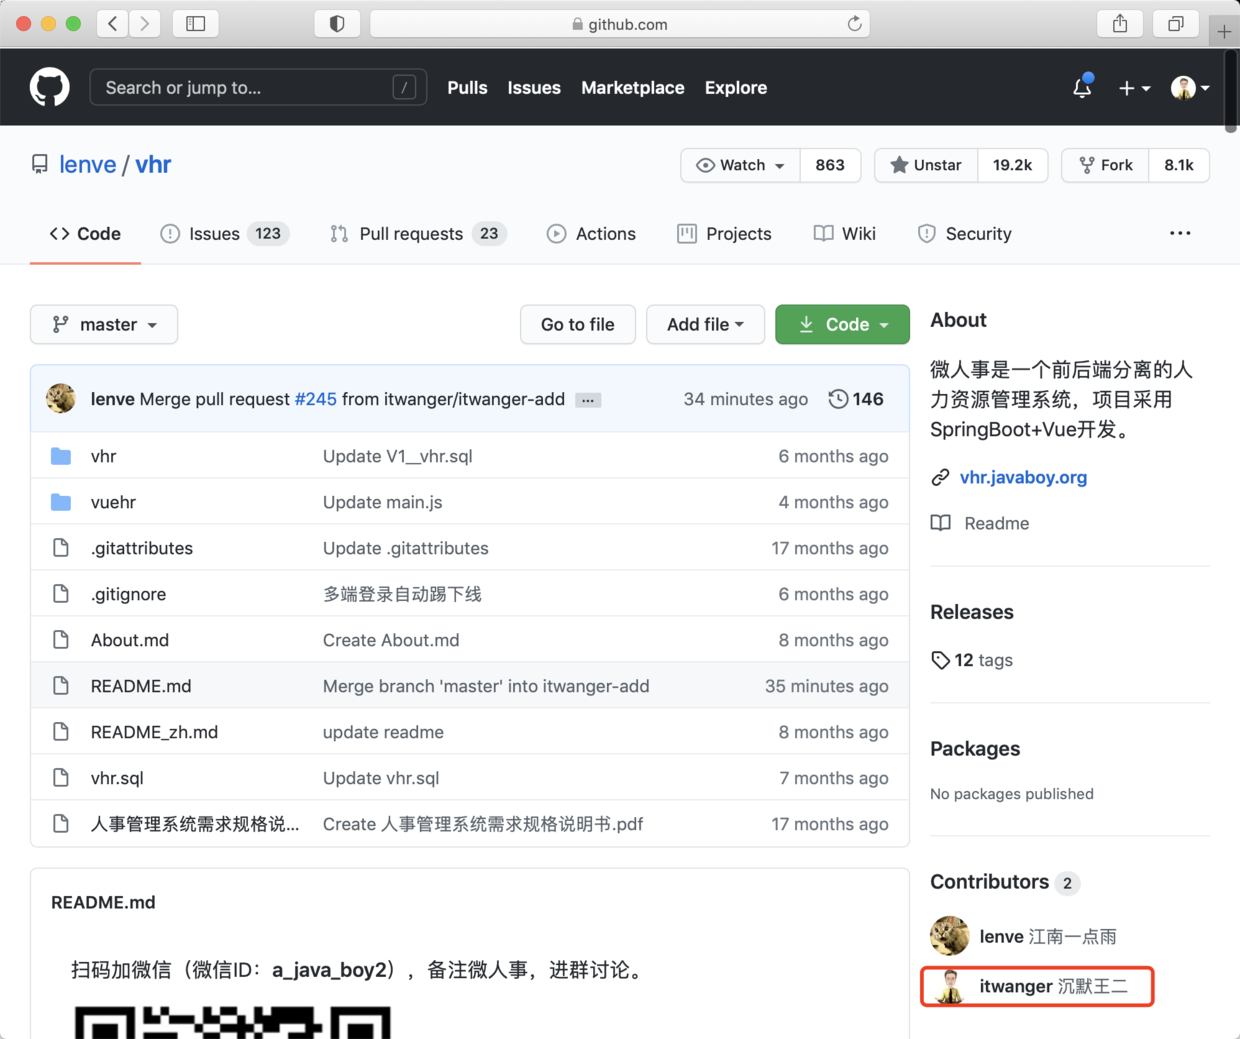 github.com
Search or jump to... /
Pulls
Issues
Marketplace
Explore
lenve / vhr
Watch 863
Unstar 19.2k
Fork 8.1k
Code
Issues 123
Pull requests 23
Actions
Projects
Wiki
Security
master
Go to file
Add file
Code
lenve Merge pull request #245 from itwanger/itwanger-add ... 34 minutes ago 146
vhr Update V1__vhr.sql 6 months ago
vuehr Update main.js 4 months ago
.gitattributes Update .gitattributes 17 months ago
.gitignore 多端登录自动踢下线 6 months ago
About.md Create About.md 8 months ago
README.md Merge branch 'master' into itwanger-add 35 minutes ago
README_zh.md update readme 8 months ago
vhr.sql Update vhr.sql 7 months ago
人事管理系统需求规格说... Create 人事管理系统需求规格说明书.pdf 17 months ago
README.md
扫码加微信（微信ID：a_java_boy2），备注微人事，进群讨论。
About
微人事是一个前后端分离的人
力资源管理系统，项目采用
SpringBoot+Vue开发。
vhr.javaboy.org
Readme
Releases
12 tags
Packages
No packages published
Contributors 2
lenve 江南一点雨
itwanger 沉默王二